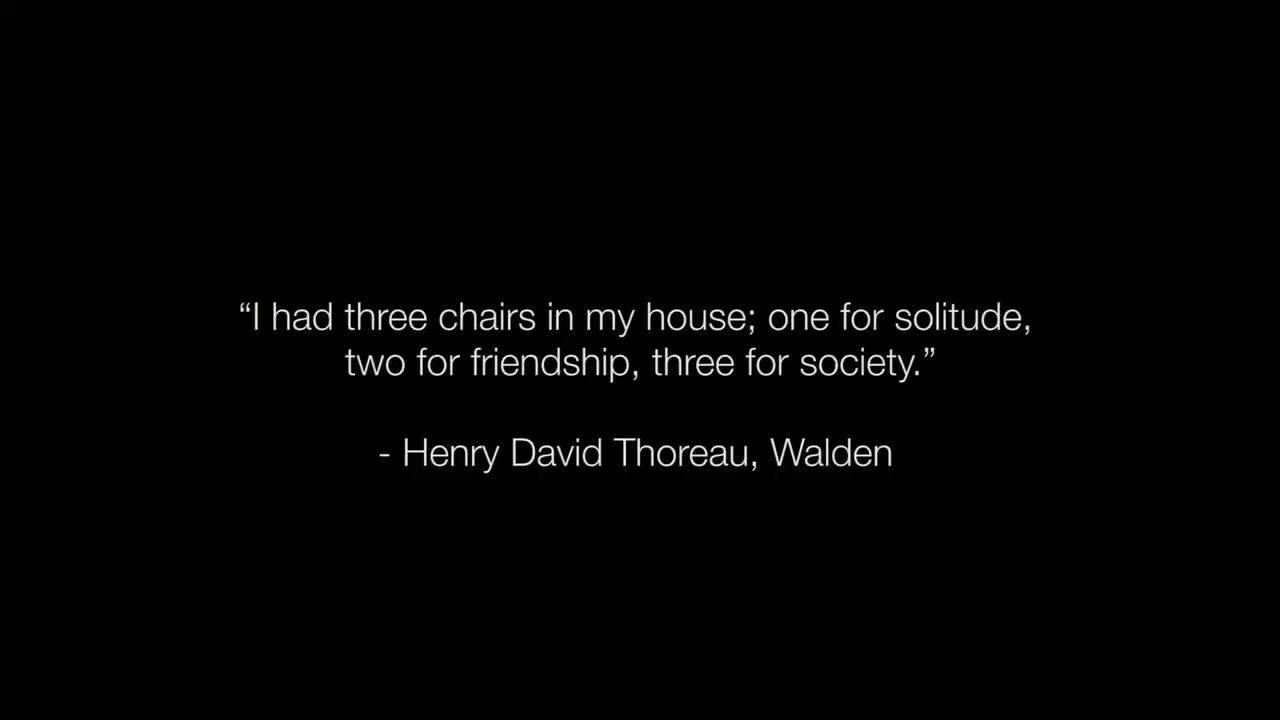 “I had three chairs in my house; one for solitude,
two for friendship, three for society.”
- Henry David Thoreau, Walden